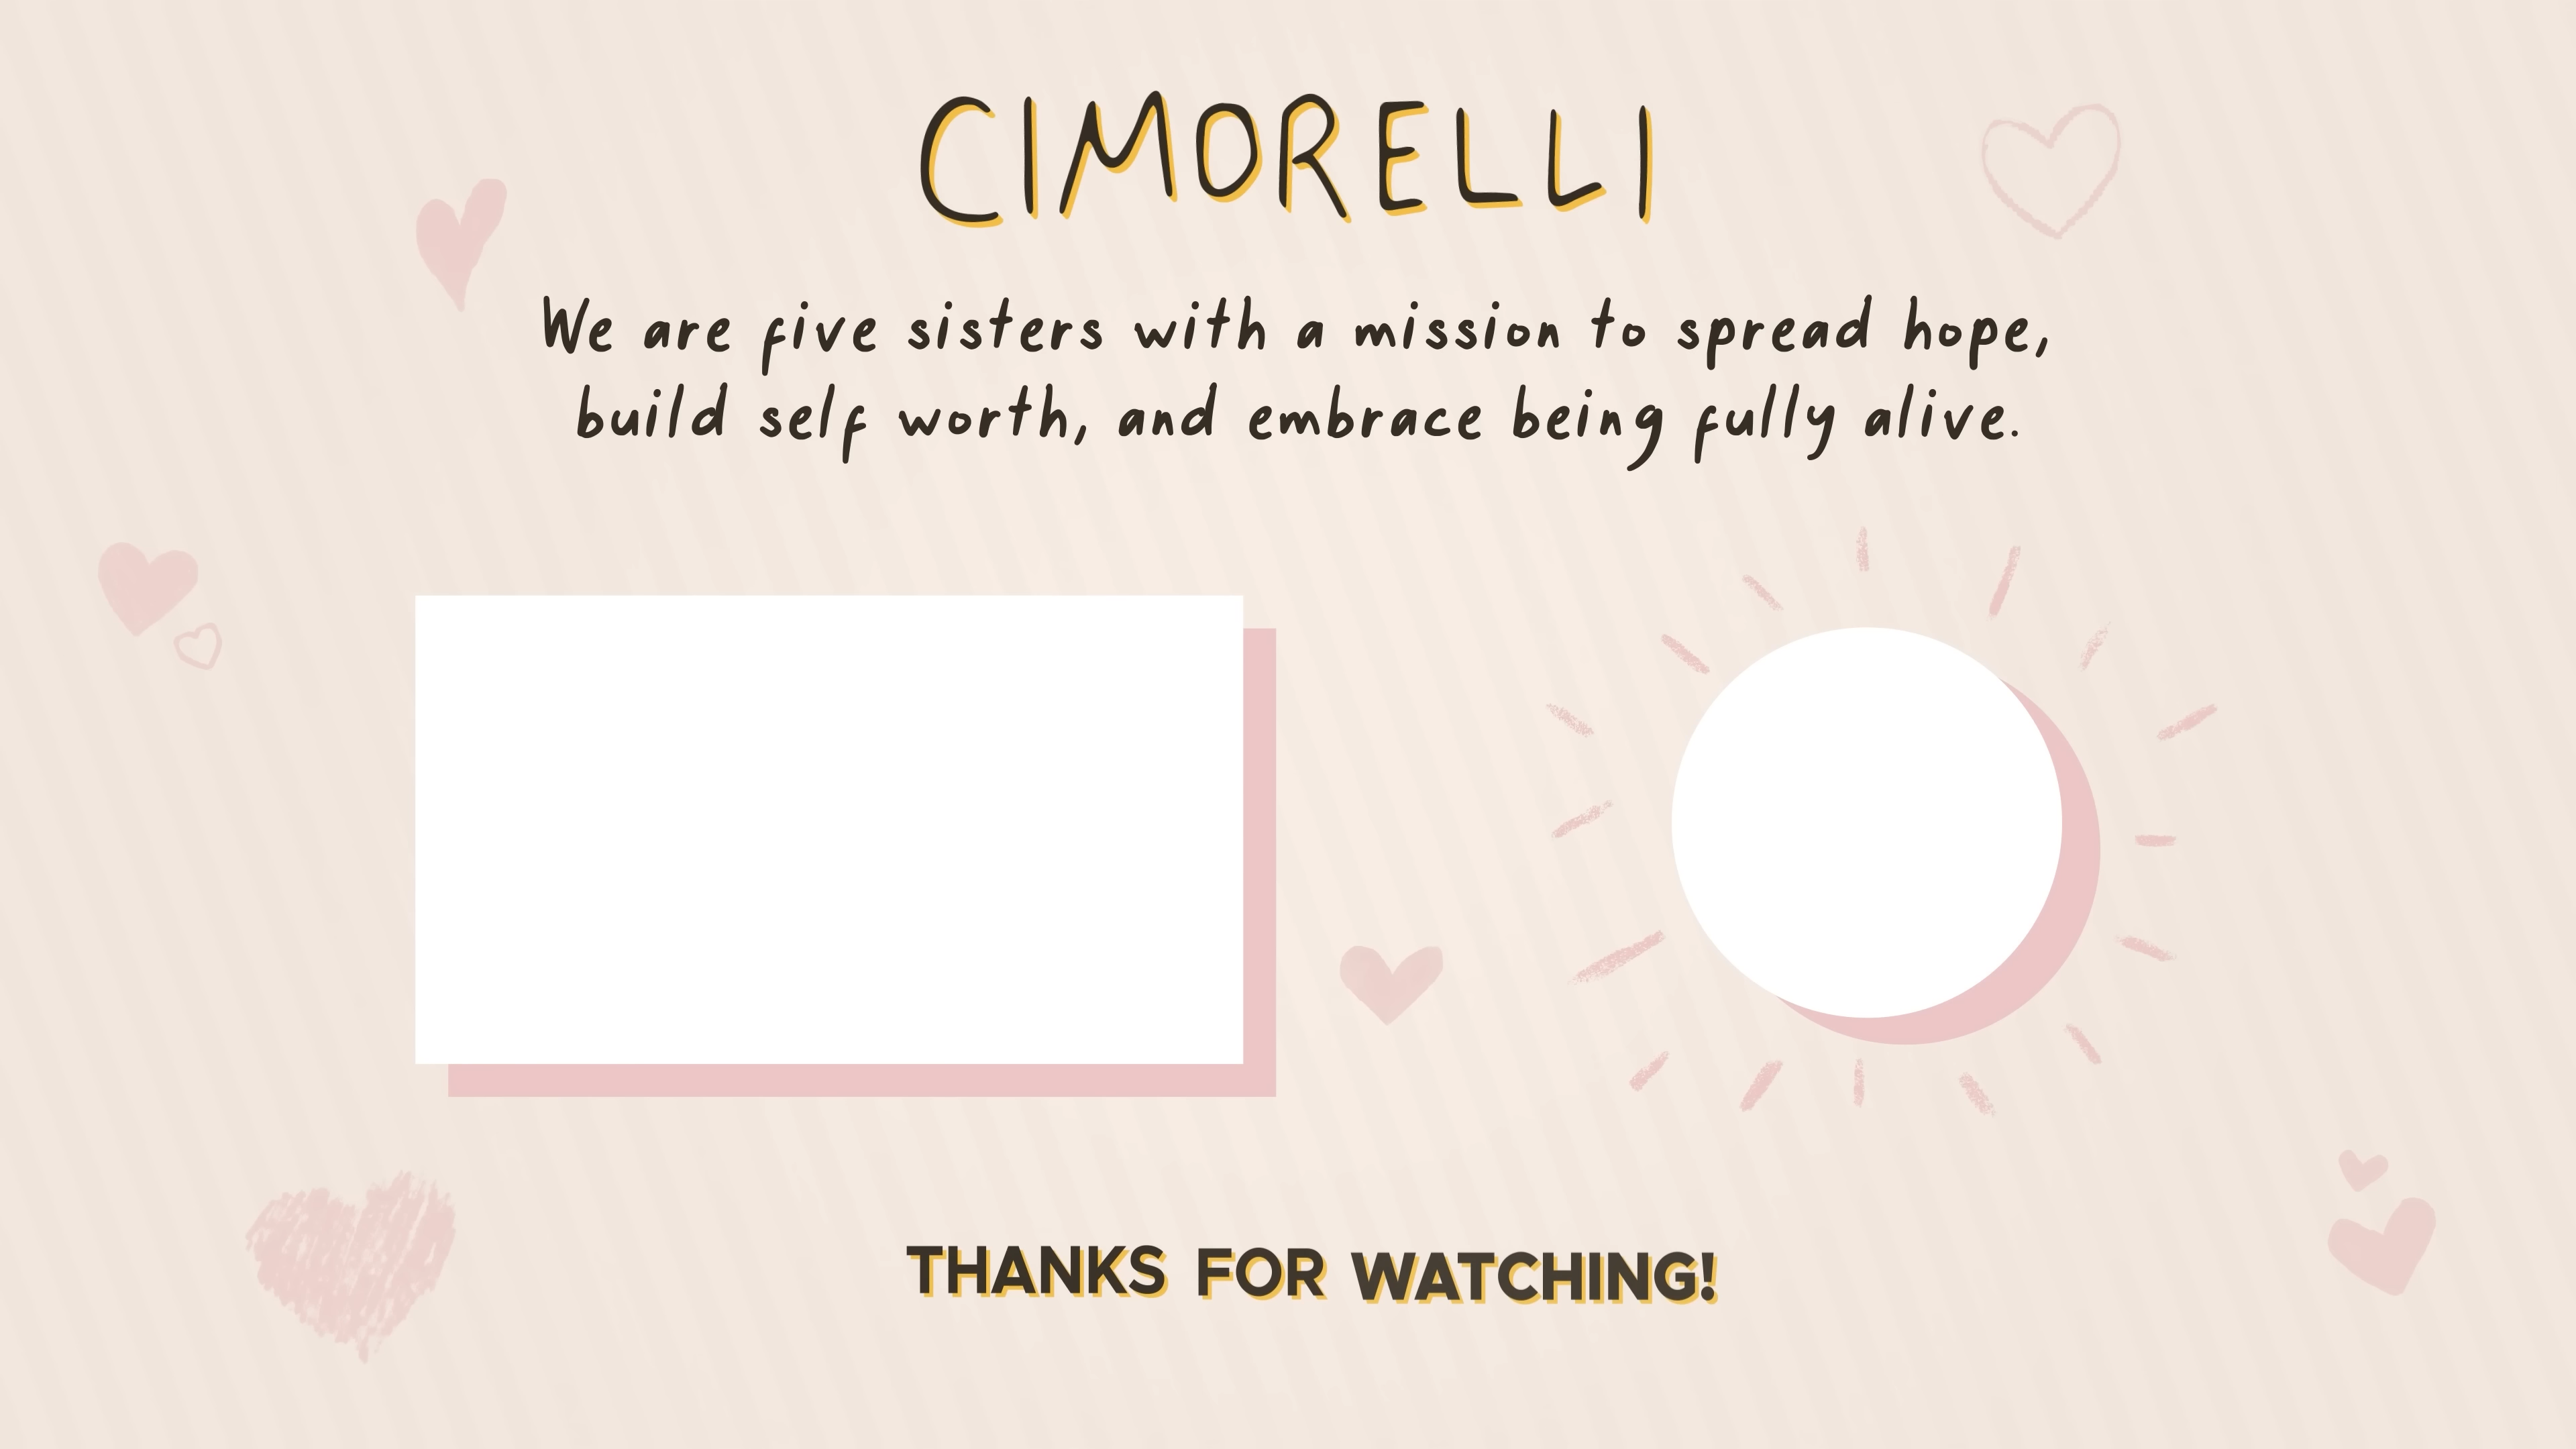 CIMORELLI
We are five sisters with a mission to spread hope,
build self worth, and embrace being fully alive.
THANKS FOR WATCHING!